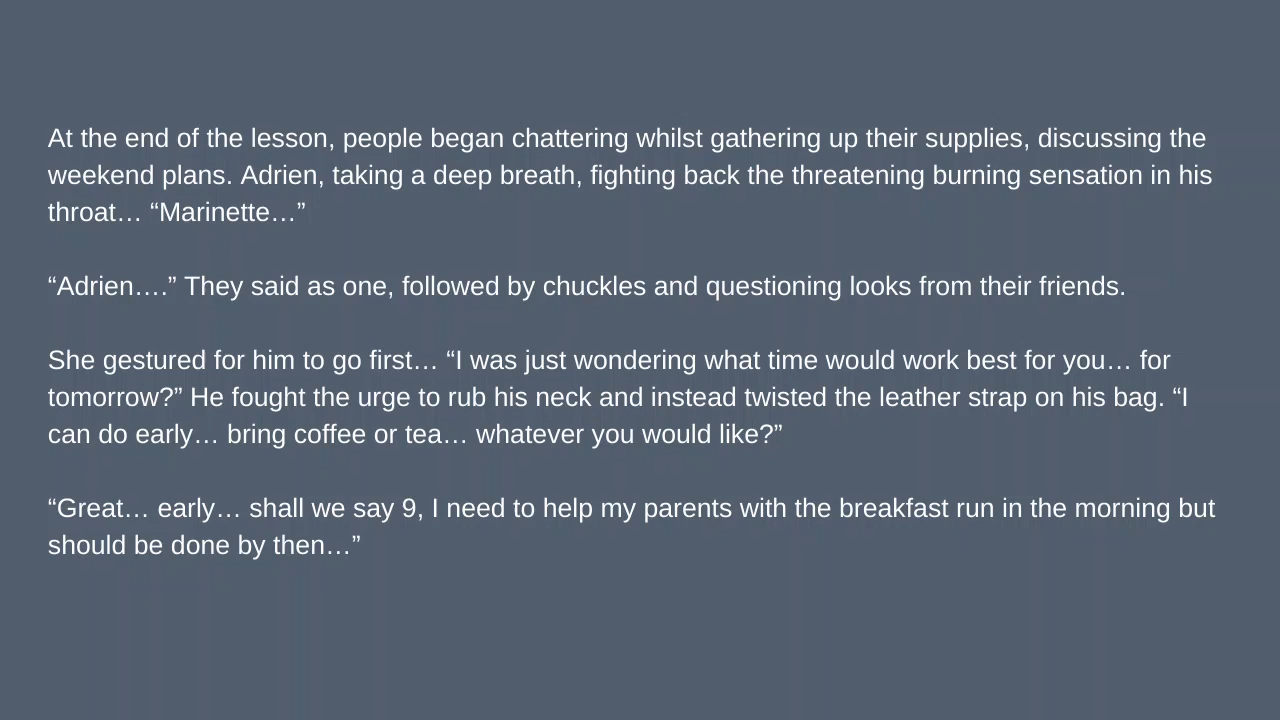 At the end of the lesson, people began chattering whilst gathering up their supplies, discussing the
weekend plans. Adrien, taking a deep breath, fighting back the threatening burning sensation in his
throat… “Marinette…”
“Adrien….” They said as one, followed by chuckles and questioning looks from their friends.
She gestured for him to go first… “I was just wondering what time would work best for you… for
tomorrow?” He fought the urge to rub his neck and instead twisted the leather strap on his bag. “I
can do early… bring coffee or tea… whatever you would like?”
“Great… early… shall we say 9, I need to help my parents with the breakfast run in the morning but
should be done by then…”